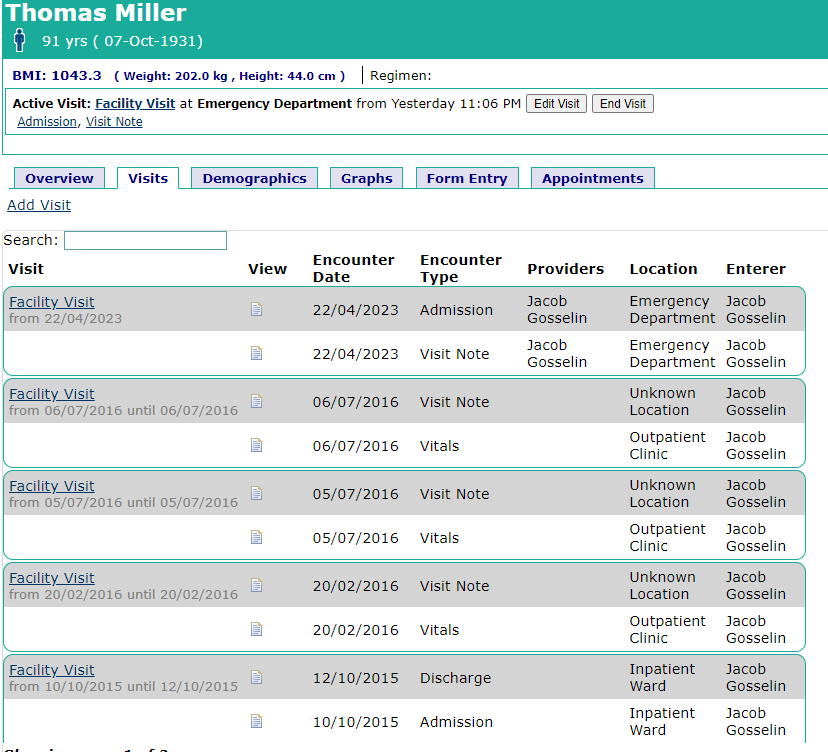 Thomas Miller
91 yrs ( 07-Oct-1931)
BMI: 1043.3 ( Weight: 202.0 kg , Height: 44.0 cm ) Regimen:
Active Visit: Facility Visit at Emergency Department from Yesterday 11:06 PM Edit Visit End Visit
Admission, Visit Note
Overview Visits Demographics Graphs Form Entry Appointments
Add Visit
Search:
Visit View Encounter Date Encounter Type Providers Location Enterer
Facility Visit from 22/04/2023 22/04/2023 Admission Jacob Gosselin Emergency Department Jacob Gosselin
22/04/2023 Visit Note Jacob Gosselin Emergency Department Jacob Gosselin
Facility Visit from 06/07/2016 until 06/07/2016 06/07/2016 Visit Note Unknown Location Jacob Gosselin
06/07/2016 Vitals Outpatient Clinic Jacob Gosselin
Facility Visit from 05/07/2016 until 05/07/2016 05/07/2016 Visit Note Unknown Location Jacob Gosselin
05/07/2016 Vitals Outpatient Clinic Jacob Gosselin
Facility Visit from 20/02/2016 until 20/02/2016 20/02/2016 Visit Note Unknown Location Jacob Gosselin
20/02/2016 Vitals Outpatient Clinic Jacob Gosselin
Facility Visit from 10/10/2015 until 12/10/2015 12/10/2015 Discharge Inpatient Ward Jacob Gosselin
10/10/2015 Admission Inpatient Ward Jacob Gosselin